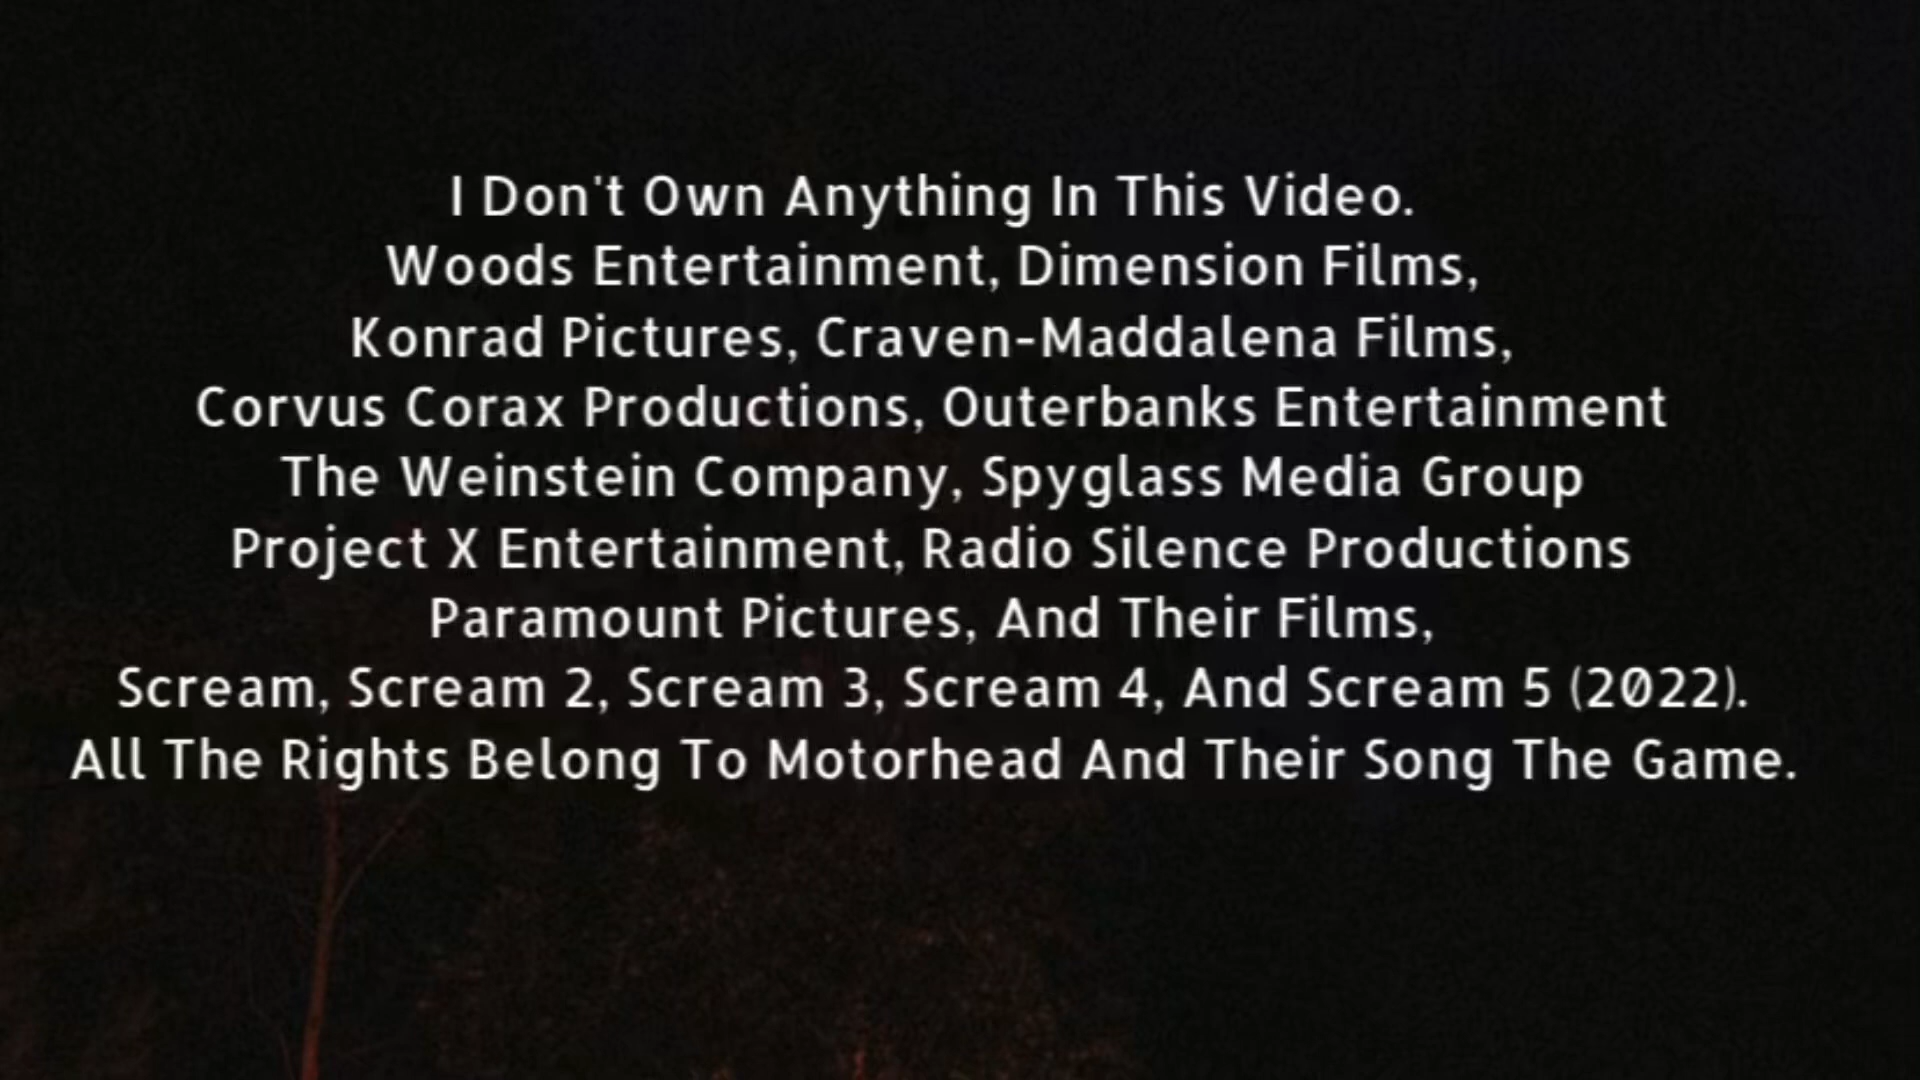 I Don't Own Anything In This Video.
Woods Entertainment, Dimension Films,
Konrad Pictures, Craven-Maddalena Films,
Corvus Corax Productions, Outerbanks Entertainment
The Weinstein Company, Spyglass Media Group
Project X Entertainment, Radio Silence Productions
Paramount Pictures, And Their Films,
Scream, Scream 2, Scream 3, Scream 4, And Scream 5 (2022).
All The Rights Belong To Motorhead And Their Song The Game.